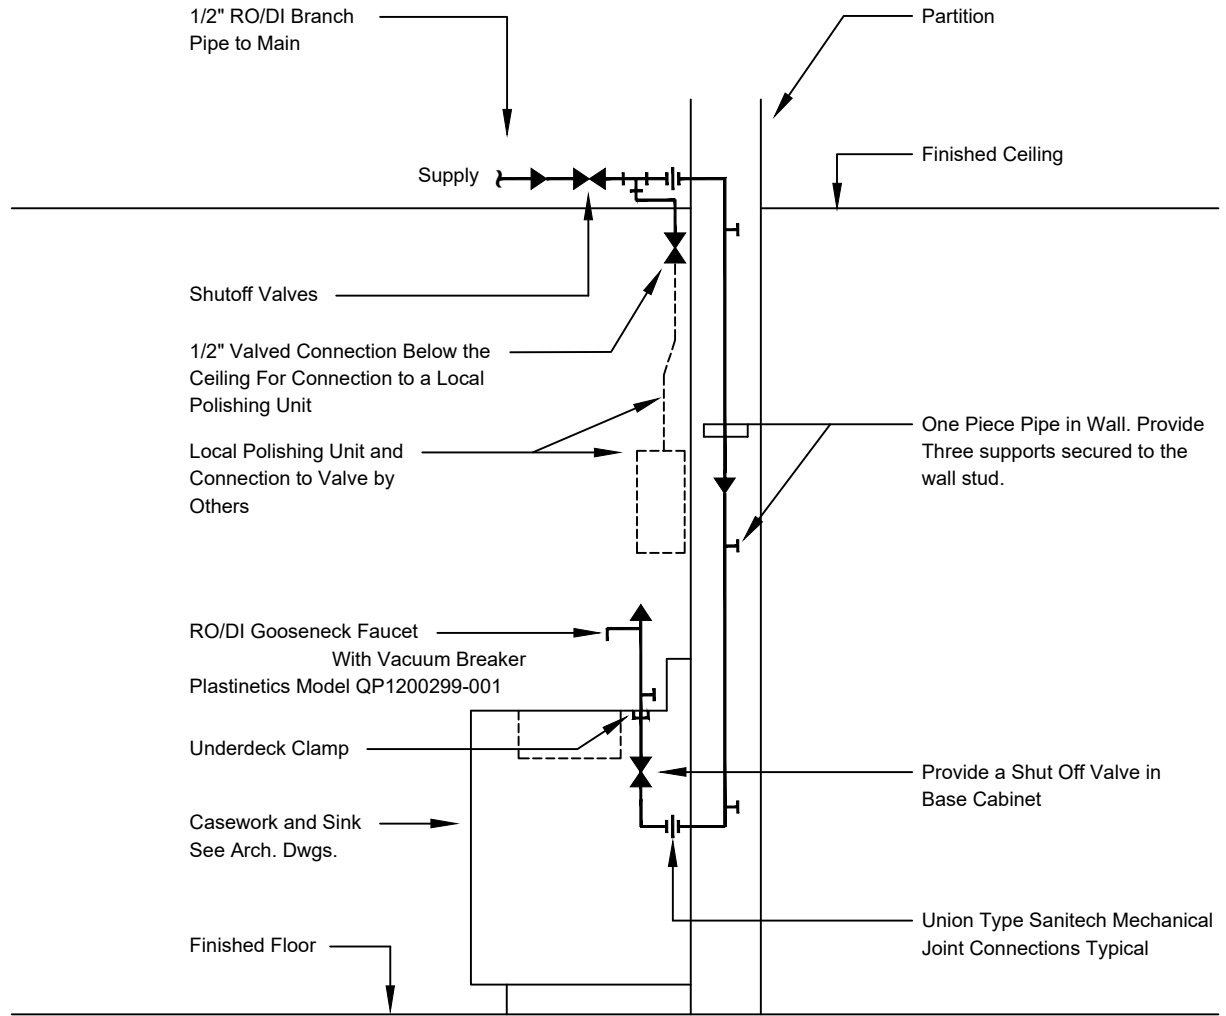 1/2" RO/DI Branch
Pipe to Main
Partition
Finished Ceiling
Supply
Shutoff Valves
1/2" Valved Connection Below the
Ceiling For Connection to a Local
Polishing Unit
One Piece Pipe in Wall. Provide
Three supports secured to the
wall stud.
Local Polishing Unit and
Connection to Valve by
Others
RO/DI Gooseneck Faucet
With Vacuum Breaker
Plastinetics Model QP1200299-001
Underdeck Clamp
Provide a Shut Off Valve in
Base Cabinet
Casework and Sink
See Arch. Dwgs.
Union Type Sanitech Mechanical
Joint Connections Typical
Finished Floor